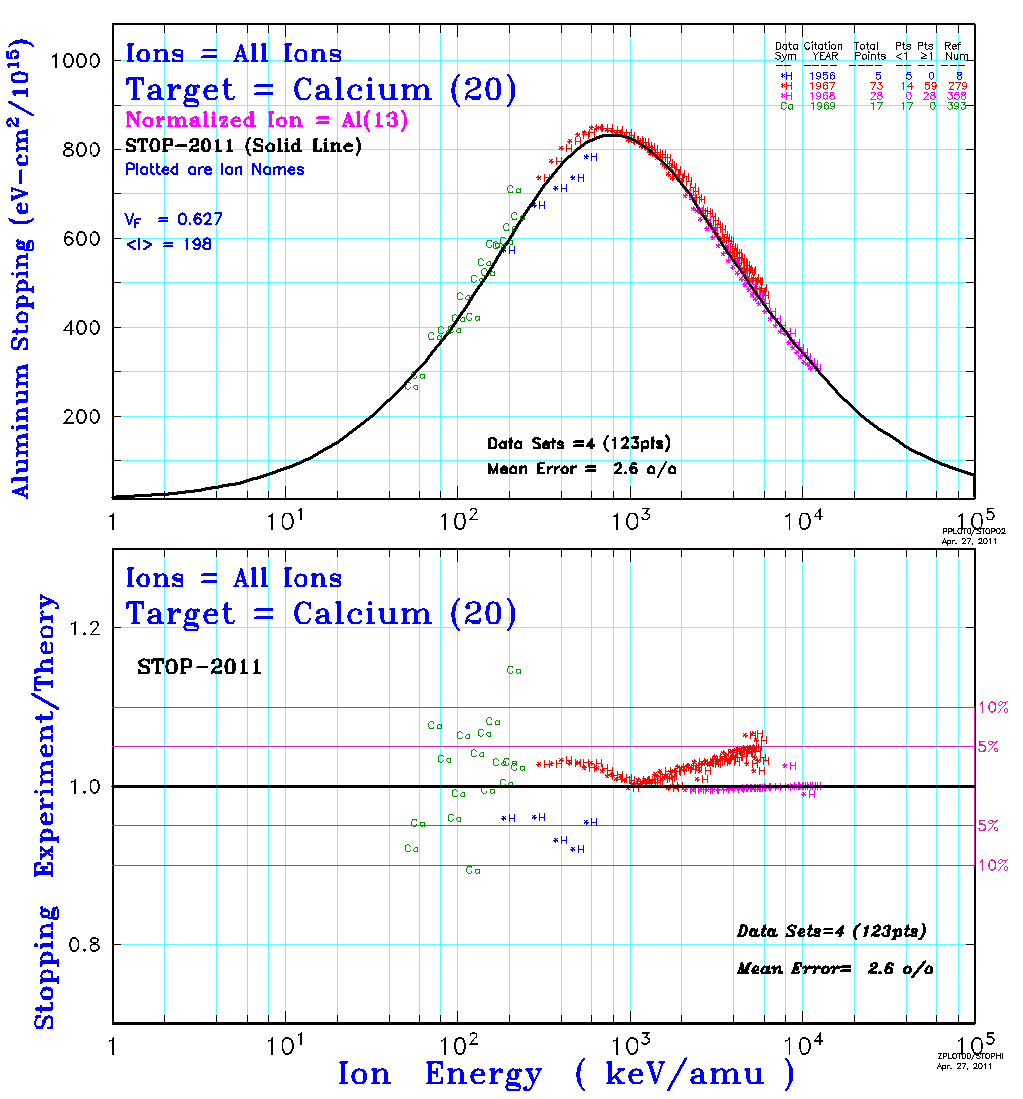 Ions = All Ions
Target = Calcium (20)
Normalized Ion = Al(13)
STOP-2011 (Solid Line)
Plotted are Ion Names
V_F = 0.627
<I> = 198
Data Citation Total Pts Pts Ref
Sym YEAR Points <1 ≥1 Num
*H 1956 5 5 0 8
*H 1967 73 14 59 279
*H 1968 28 0 28 368
Ca 1969 17 17 0 393
Aluminum Stopping (eV-cm²/10¹⁵)
1000
800
600
400
200
Data Sets =4 (123pts)
Mean Error = 2.6 o/o
1 10¹ 10² 10³ 10⁴ 10⁵
PPLOT0/STOP02
Apr. 27, 2011
Ions = All Ions
Target = Calcium (20)
STOP-2011
Stopping Experiment/Theory
1.2
1.0
0.8
10%
5%
5%
10%
Data Sets=4 (123pts)
Mean Error= 2.6 o/o
1 10¹ 10² 10³ 10⁴ 10⁵
Ion Energy ( keV/amu )
ZPLOT0D/STOPHI
Apr. 27, 2011